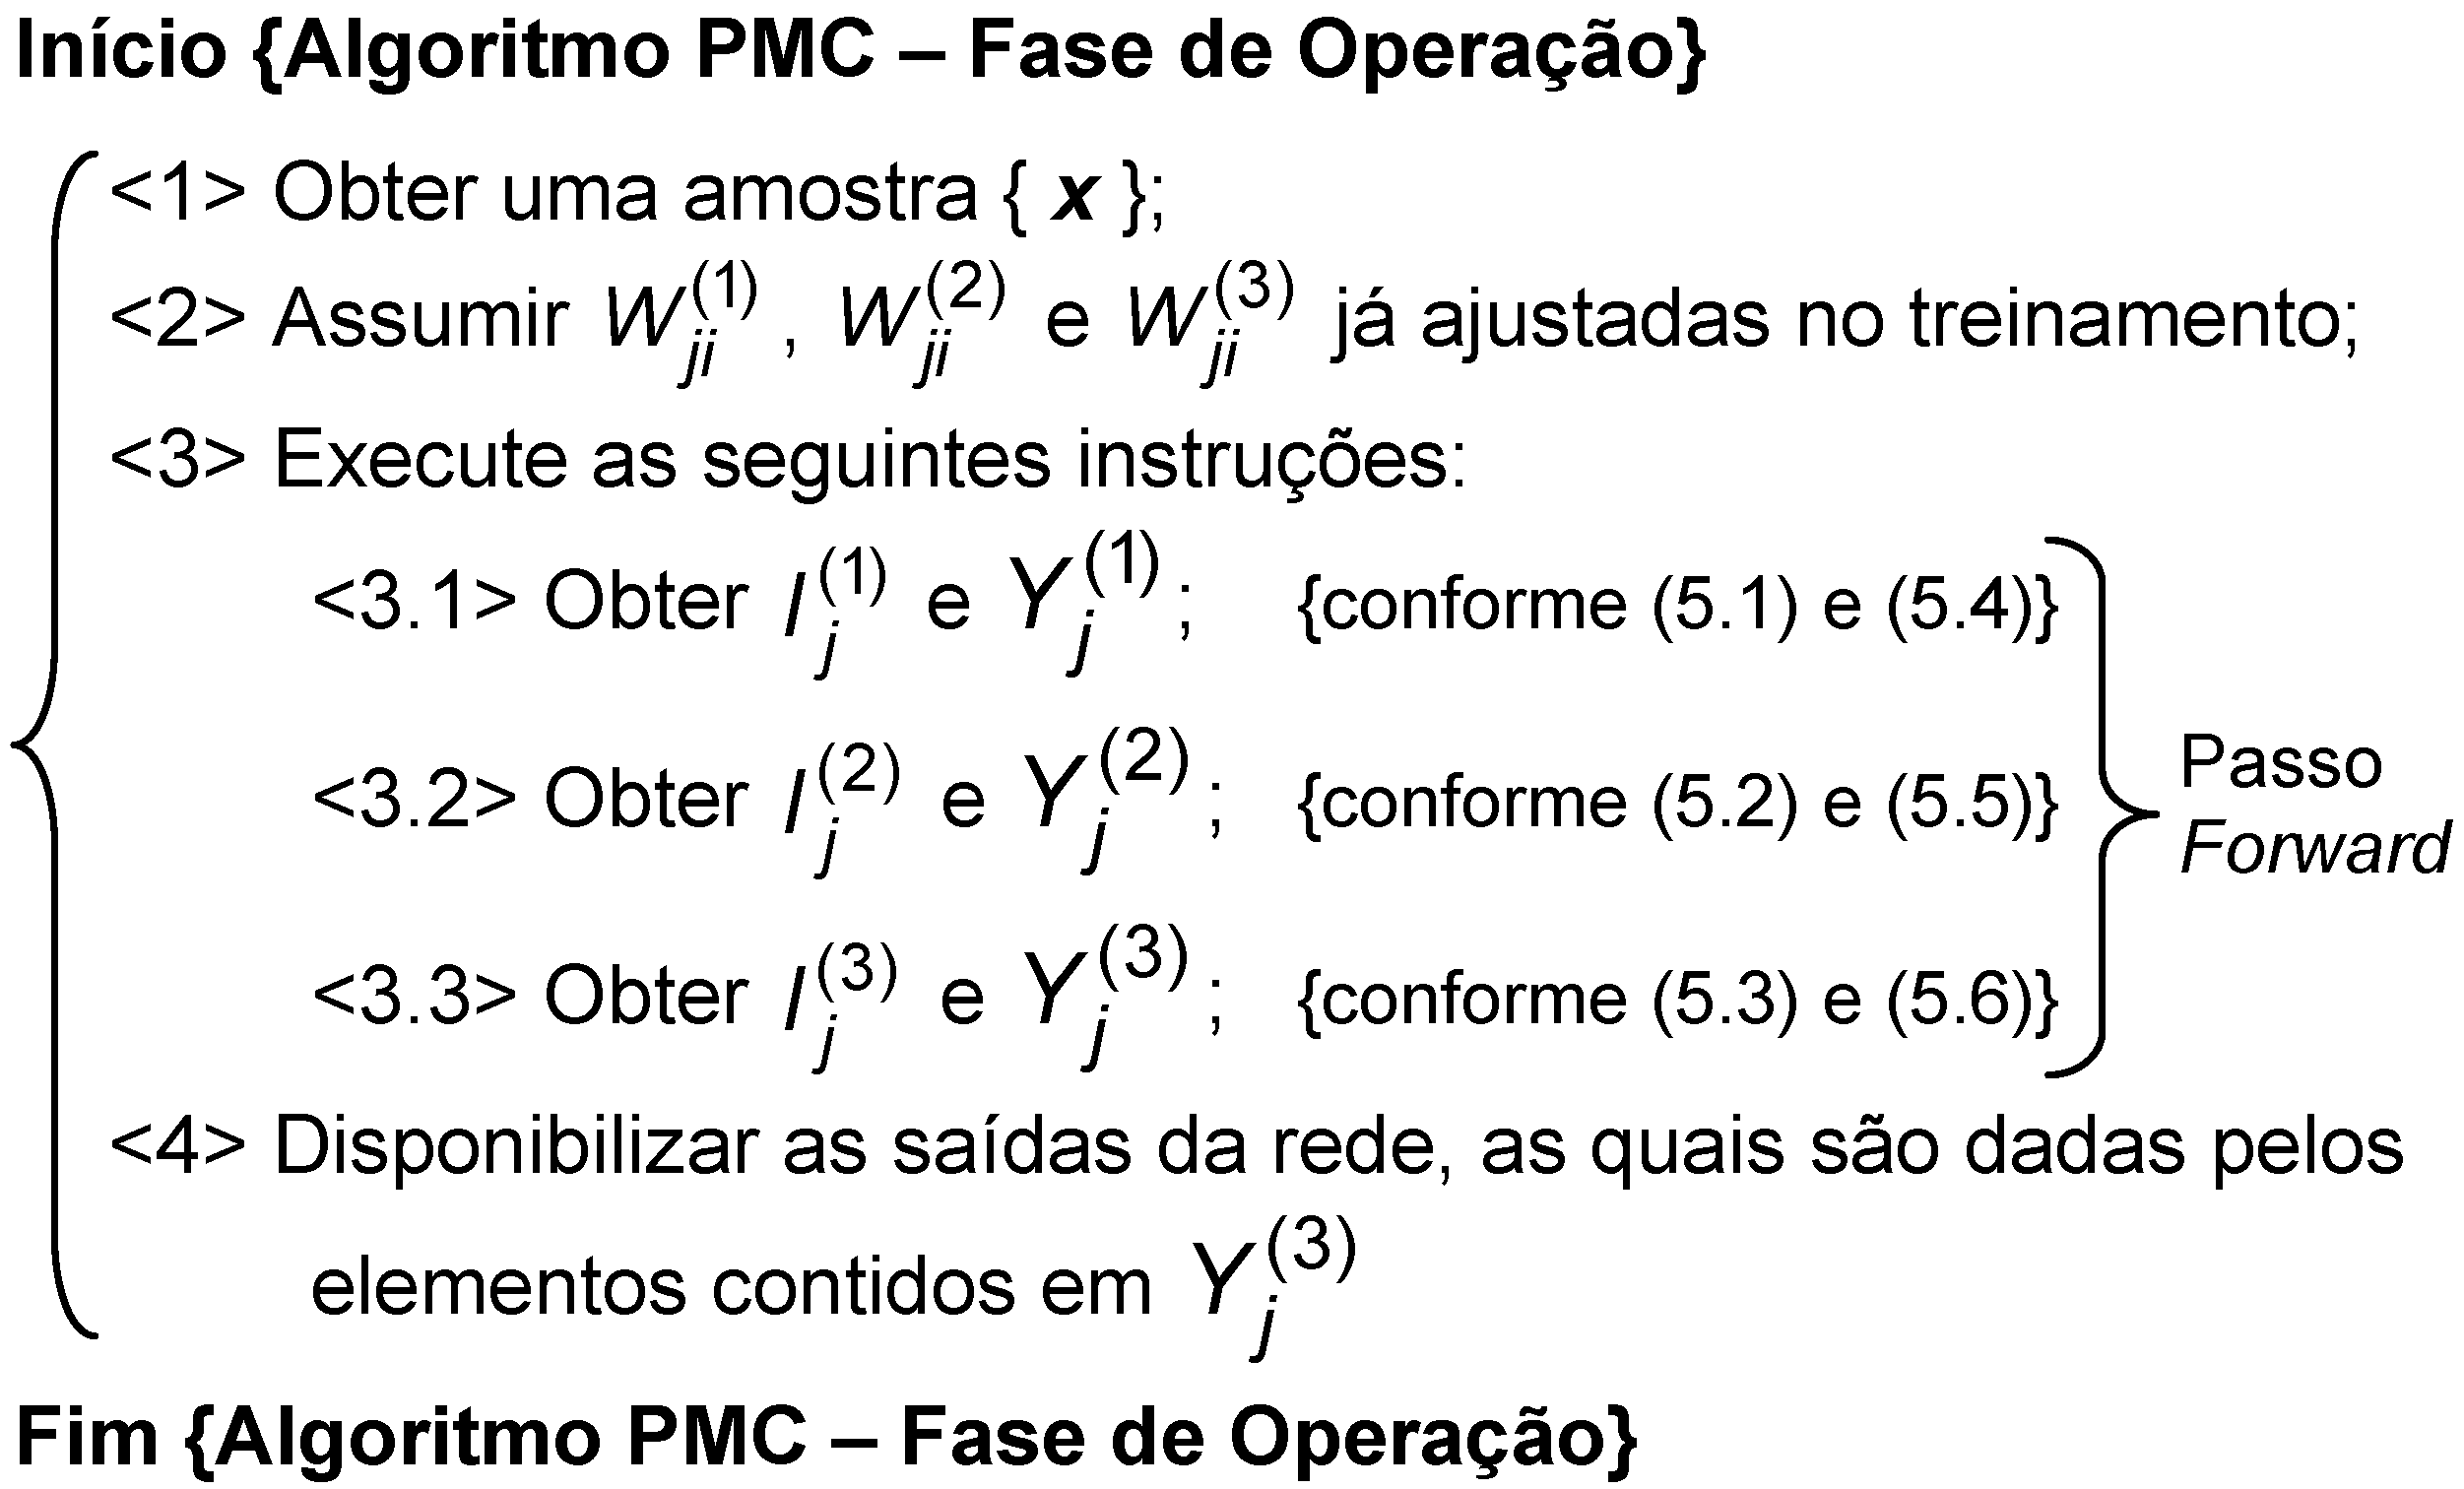 Início {Algoritmo PMC – Fase de Operação}
<1> Obter uma amostra { x };
<2> Assumir W_{ji}^{(1)} , W_{ji}^{(2)} e W_{ji}^{(3)} já ajustadas no treinamento;
<3> Execute as seguintes instruções:
<3.1> Obter I_j^{(1)} e Y_j^{(1)} ; {conforme (5.1) e (5.4)}
<3.2> Obter I_j^{(2)} e Y_j^{(2)} ; {conforme (5.2) e (5.5)}
<3.3> Obter I_j^{(3)} e Y_j^{(3)} ; {conforme (5.3) e (5.6)}
Passo
Forward
<4> Disponibilizar as saídas da rede, as quais são dadas pelos
elementos contidos em Y_j^{(3)}
Fim {Algoritmo PMC – Fase de Operação}